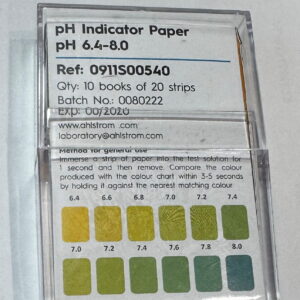 pH Indicator Paper
pH 6.4-8.0
Ref: 0911S00540
Qty: 10 books of 20 strips
Batch No.: 0080222
Exp: 00/2020
www.ahlstrom .com
laboratory@ahlstrom.com
Method for general use
Immerse a strip of paper into the test solution for
1 second and then remove. Compare the colour
produced with the colour chart within 3-5 seconds
by holding it against the nearest matching colour
6.4 6.6 6.8 7.0 7.2 7.4
7.0 7.2 7.4 7.6 7.8 8.0